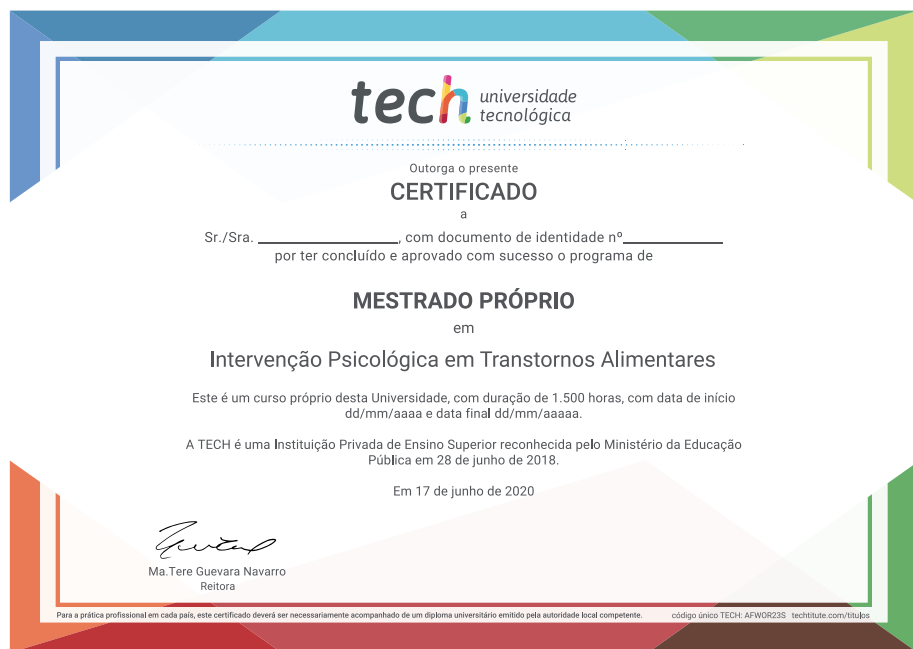 tech universidade
tecnológica
Outorga o presente
CERTIFICADO
a
Sr./Sra. ____________________, com documento de identidade nº______________
por ter concluído e aprovado com sucesso o programa de
MESTRADO PRÓPRIO
em
Intervenção Psicológica em Transtornos Alimentares
Este é um curso próprio desta Universidade, com duração de 1.500 horas, com data de início
dd/mm/aaaa e data final dd/mm/aaaaa.
A TECH é uma Instituição Privada de Ensino Superior reconhecida pelo Ministério da Educação
Pública em 28 de junho de 2018.
Em 17 de junho de 2020
Ma.Tere Guevara Navarro
Reitora
Para a prática profissional em cada país, este certificado deverá ser necessariamente acompanhado de um diploma universitário emitido pela autoridade local competente. código único TECH: AFWOR23S techtitute.com/titulos